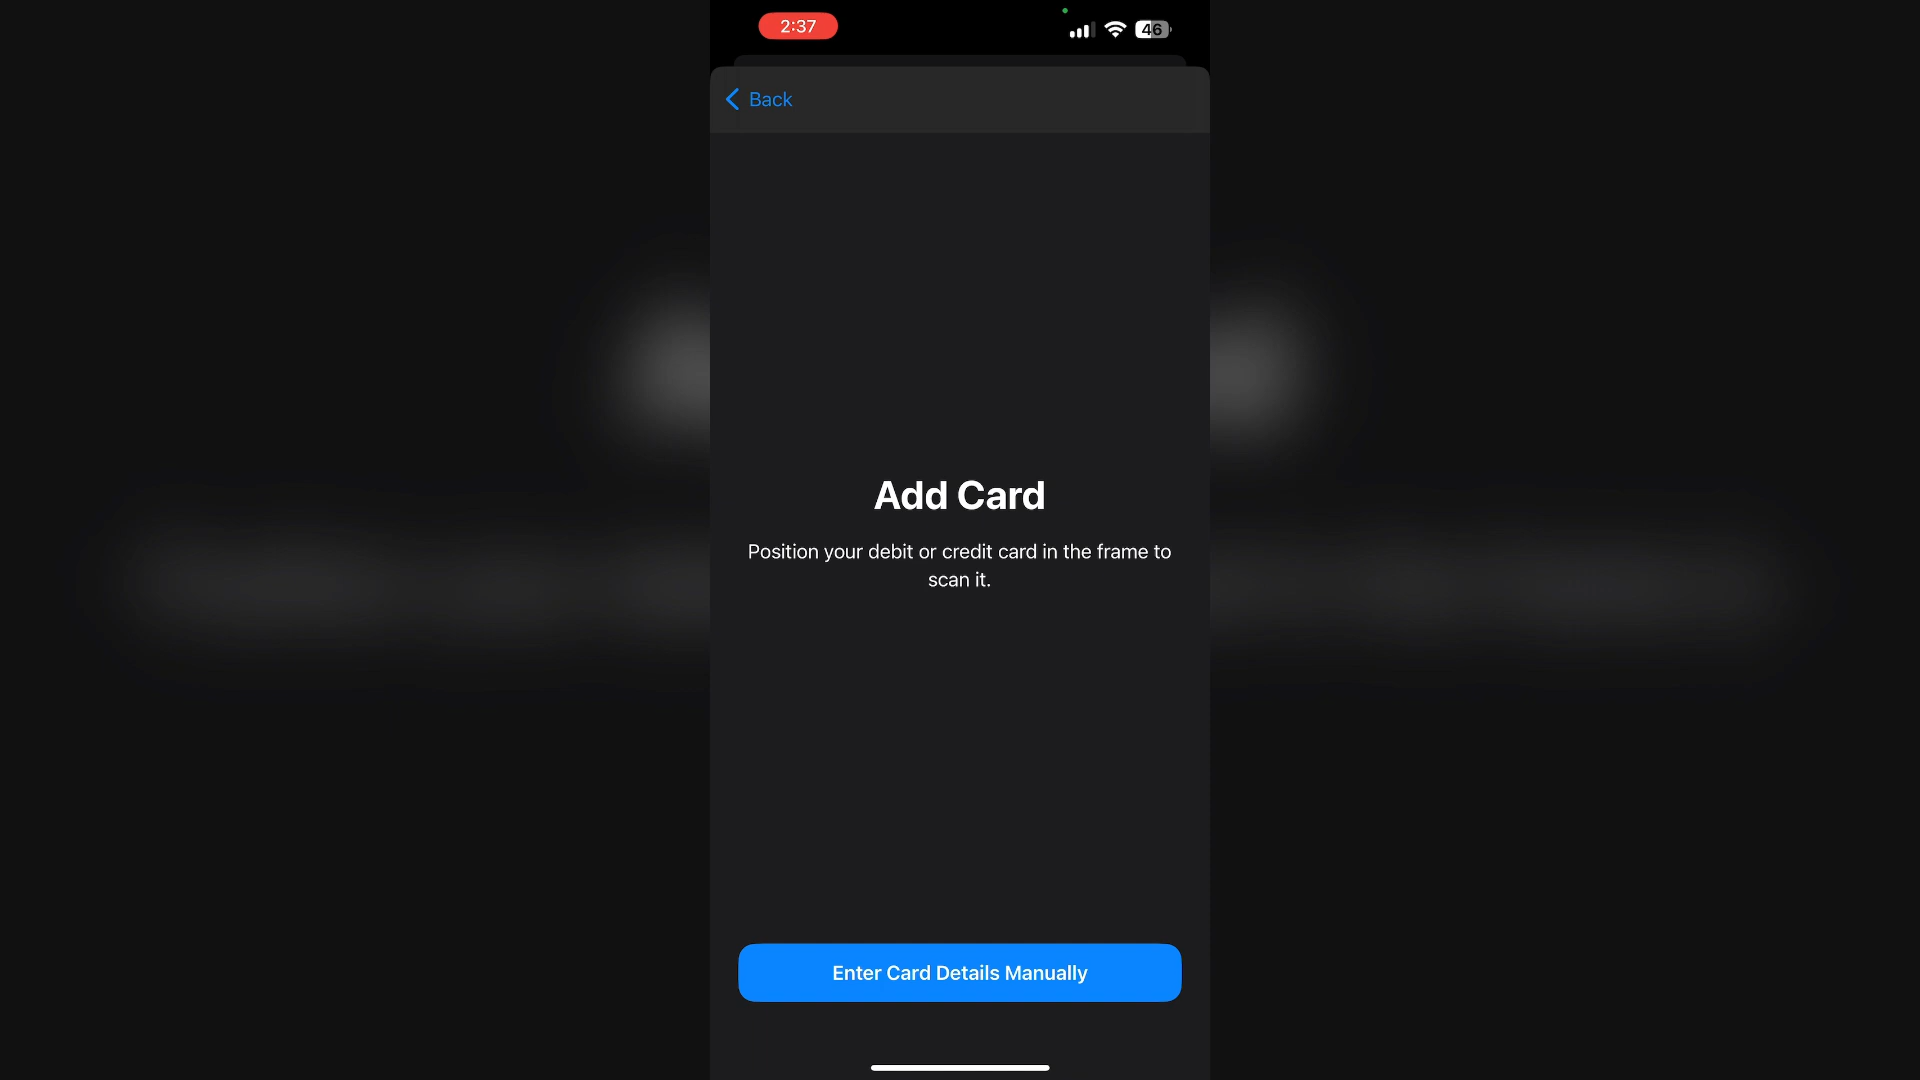 2:37
46
Back
Add Card
Position your debit or credit card in the frame to
scan it.
Enter Card Details Manually